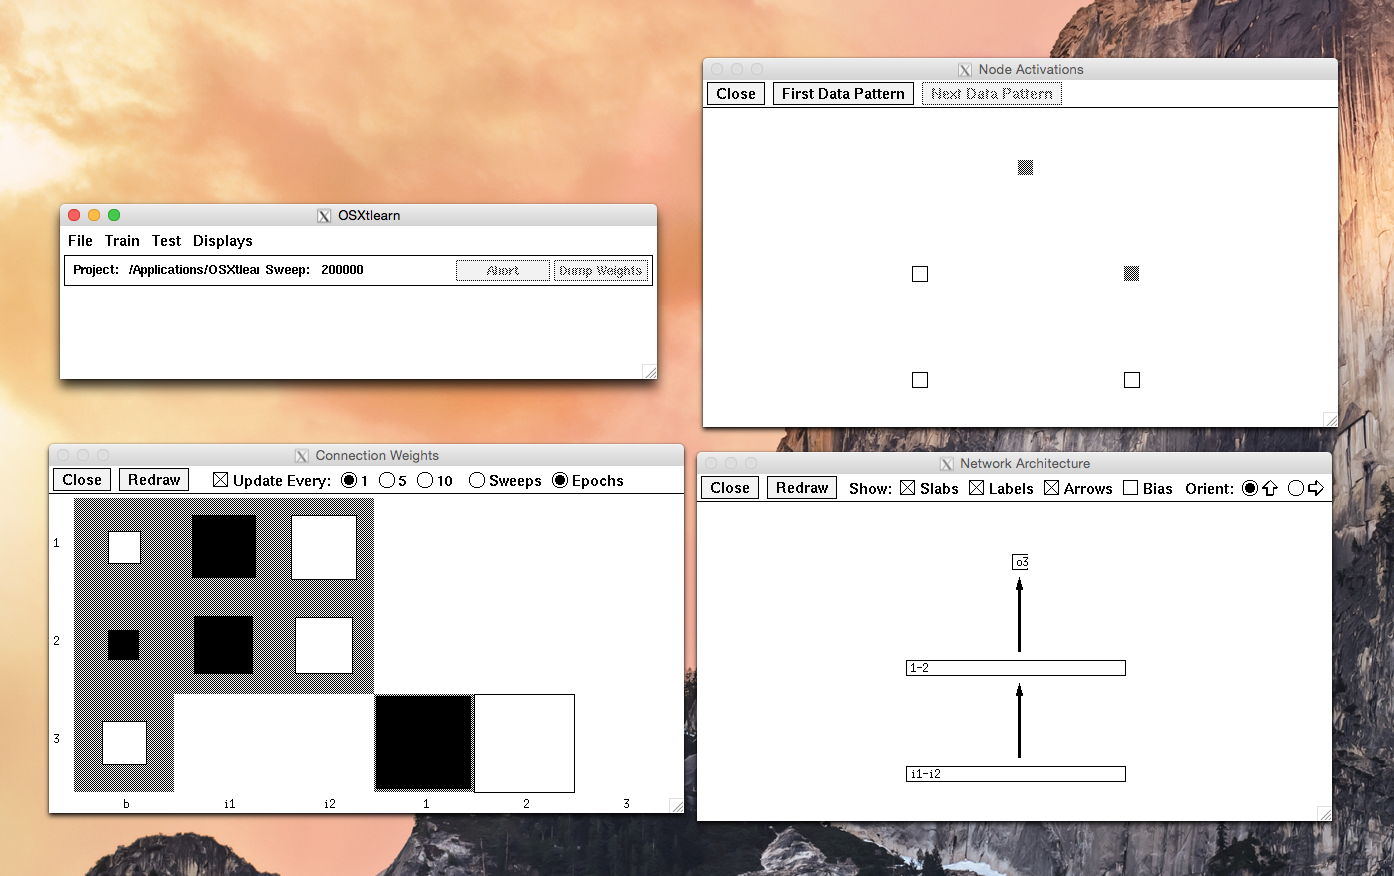 OSXtlearn
File Train Test Displays
Project: /Applications/OSXtlear Sweep: 200000 Abort Dump Weights
Node Activations
Close First Data Pattern Next Data Pattern
Connection Weights
Close Redraw Update Every: 1 5 10 Sweeps Epochs
1
2
3
b i1 i2 1 2 3
Network Architecture
Close Redraw Show: Slabs Labels Arrows Bias Orient:
o3
1-2
i1-i2